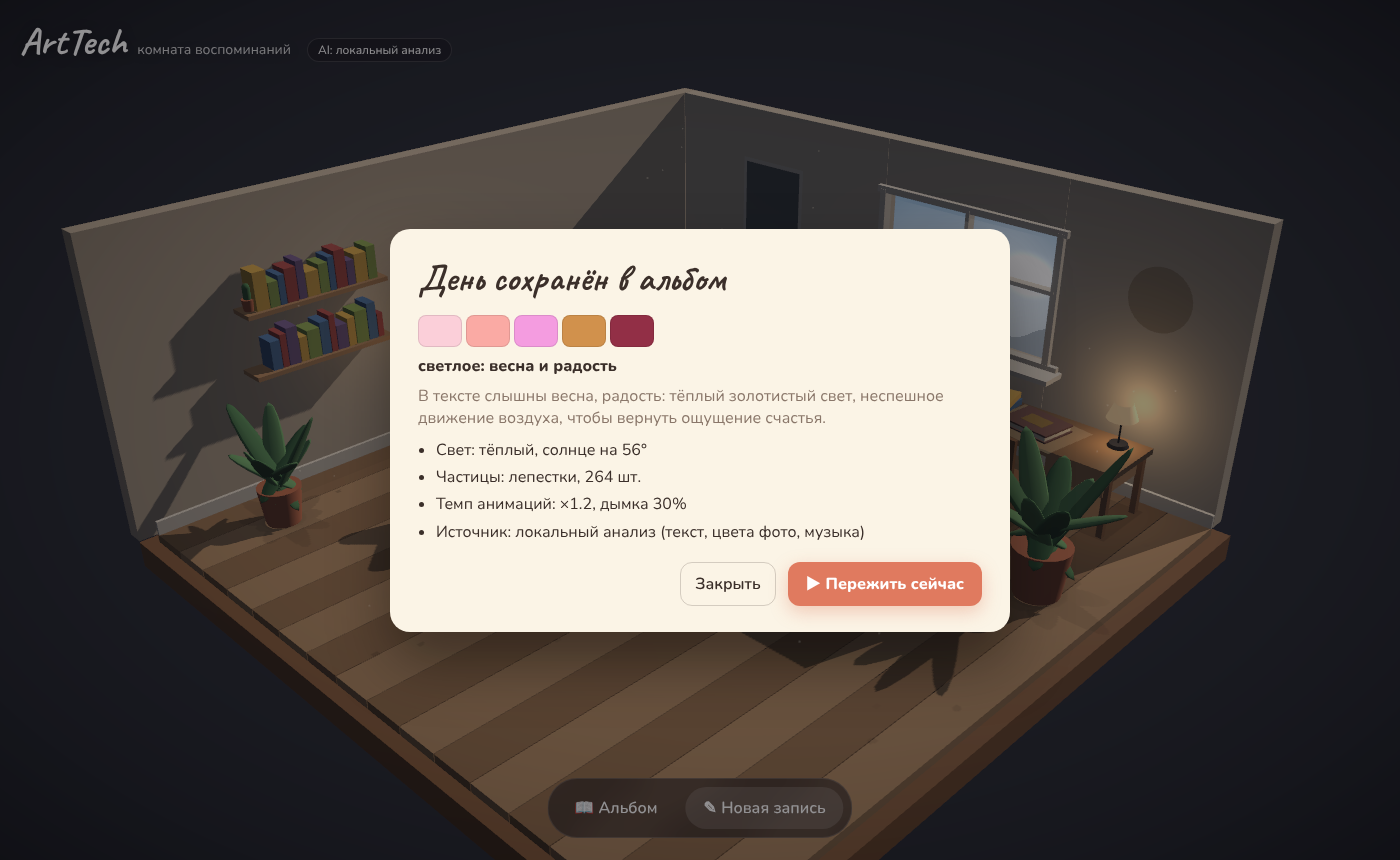 ArtTech комната воспоминаний AI: локальный анализ
День сохранён в альбом
светлое: весна и радость
В тексте слышны весна, радость: тёплый золотистый свет, неспешное
движение воздуха, чтобы вернуть ощущение счастья.
• Свет: тёплый, солнце на 56°
• Частицы: лепестки, 264 шт.
• Темп анимаций: ×1.2, дымка 30%
• Источник: локальный анализ (текст, цвета фото, музыка)
Закрыть ▶ Пережить сейчас
📖 Альбом ✎ Новая запись